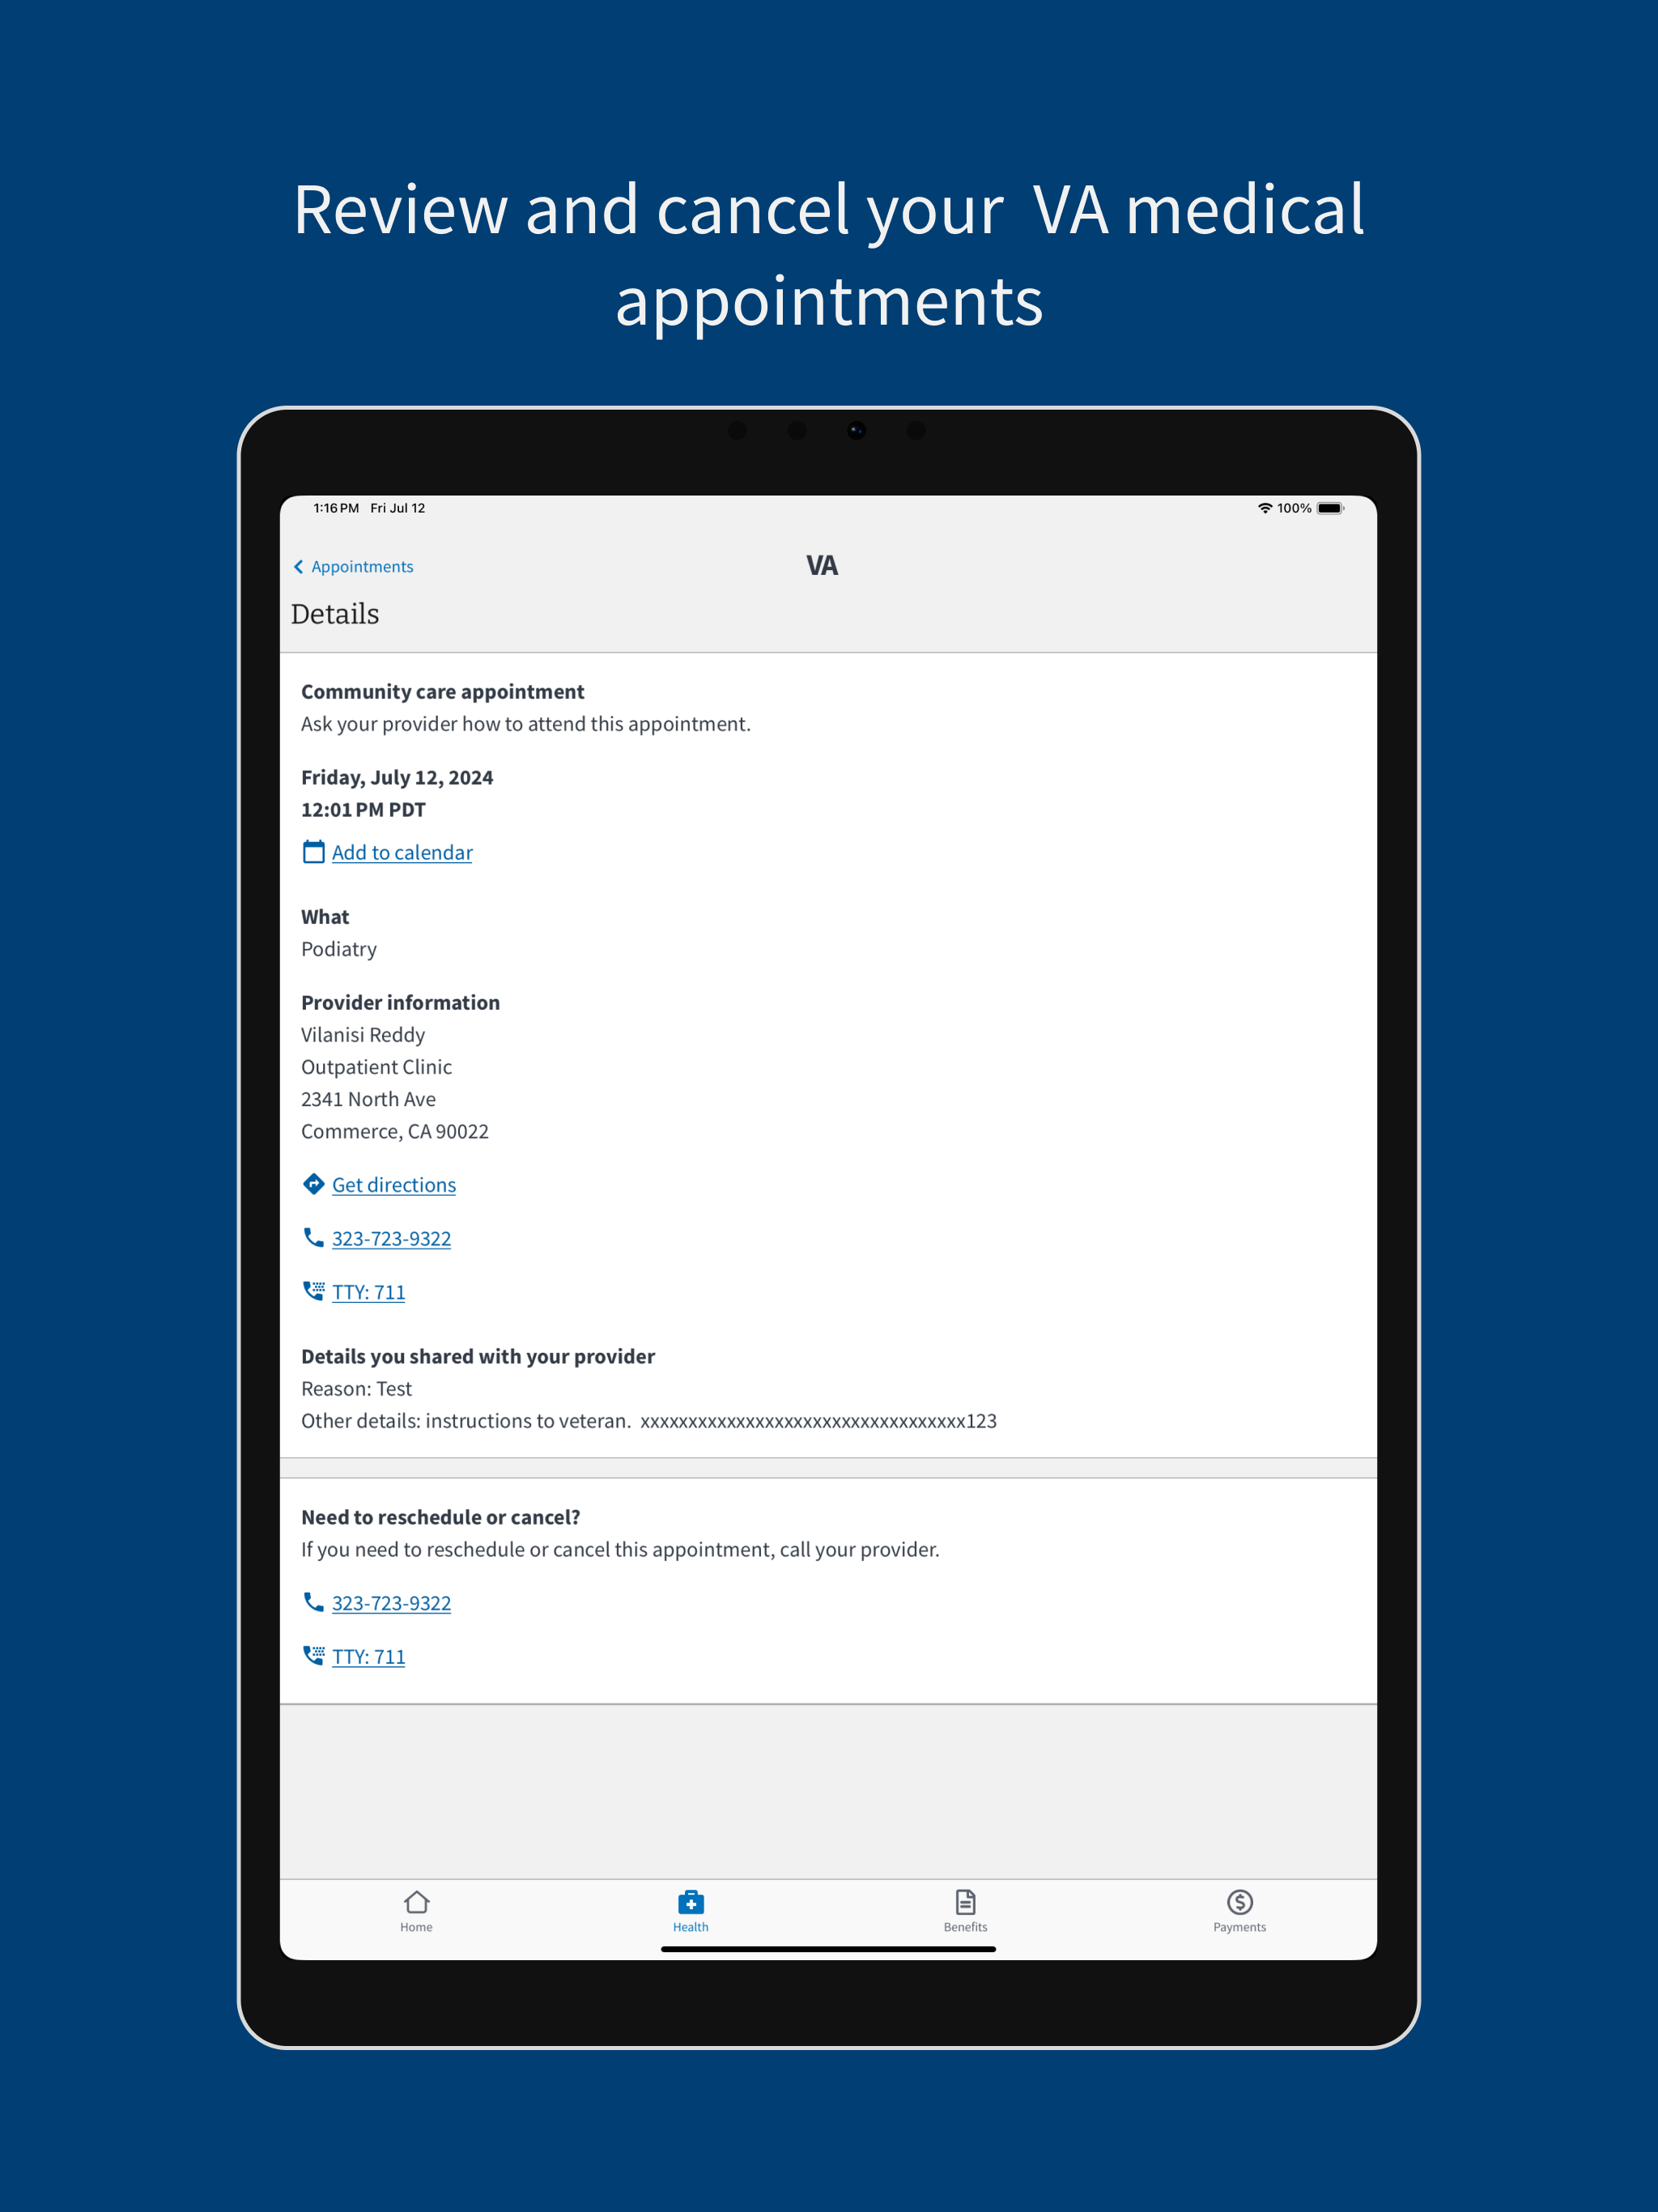 Review and cancel your  VA medical
appointments
1:16 PM Fri Jul 12
100%
Appointments
VA
Details
Community care appointment
Ask your provider how to attend this appointment.
Friday, July 12, 2024
12:01 PM PDT
Add to calendar
What
Podiatry
Provider information
Vilanisi Reddy
Outpatient Clinic
2341 North Ave
Commerce, CA 90022
Get directions
323-723-9322
TTY: 711
Details you shared with your provider
Reason: Test
Other details: instructions to veteran.  xxxxxxxxxxxxxxxxxxxxxxxxxxxxxxxxxx123
Need to reschedule or cancel?
If you need to reschedule or cancel this appointment, call your provider.
323-723-9322
TTY: 711
Home
Health
Benefits
Payments